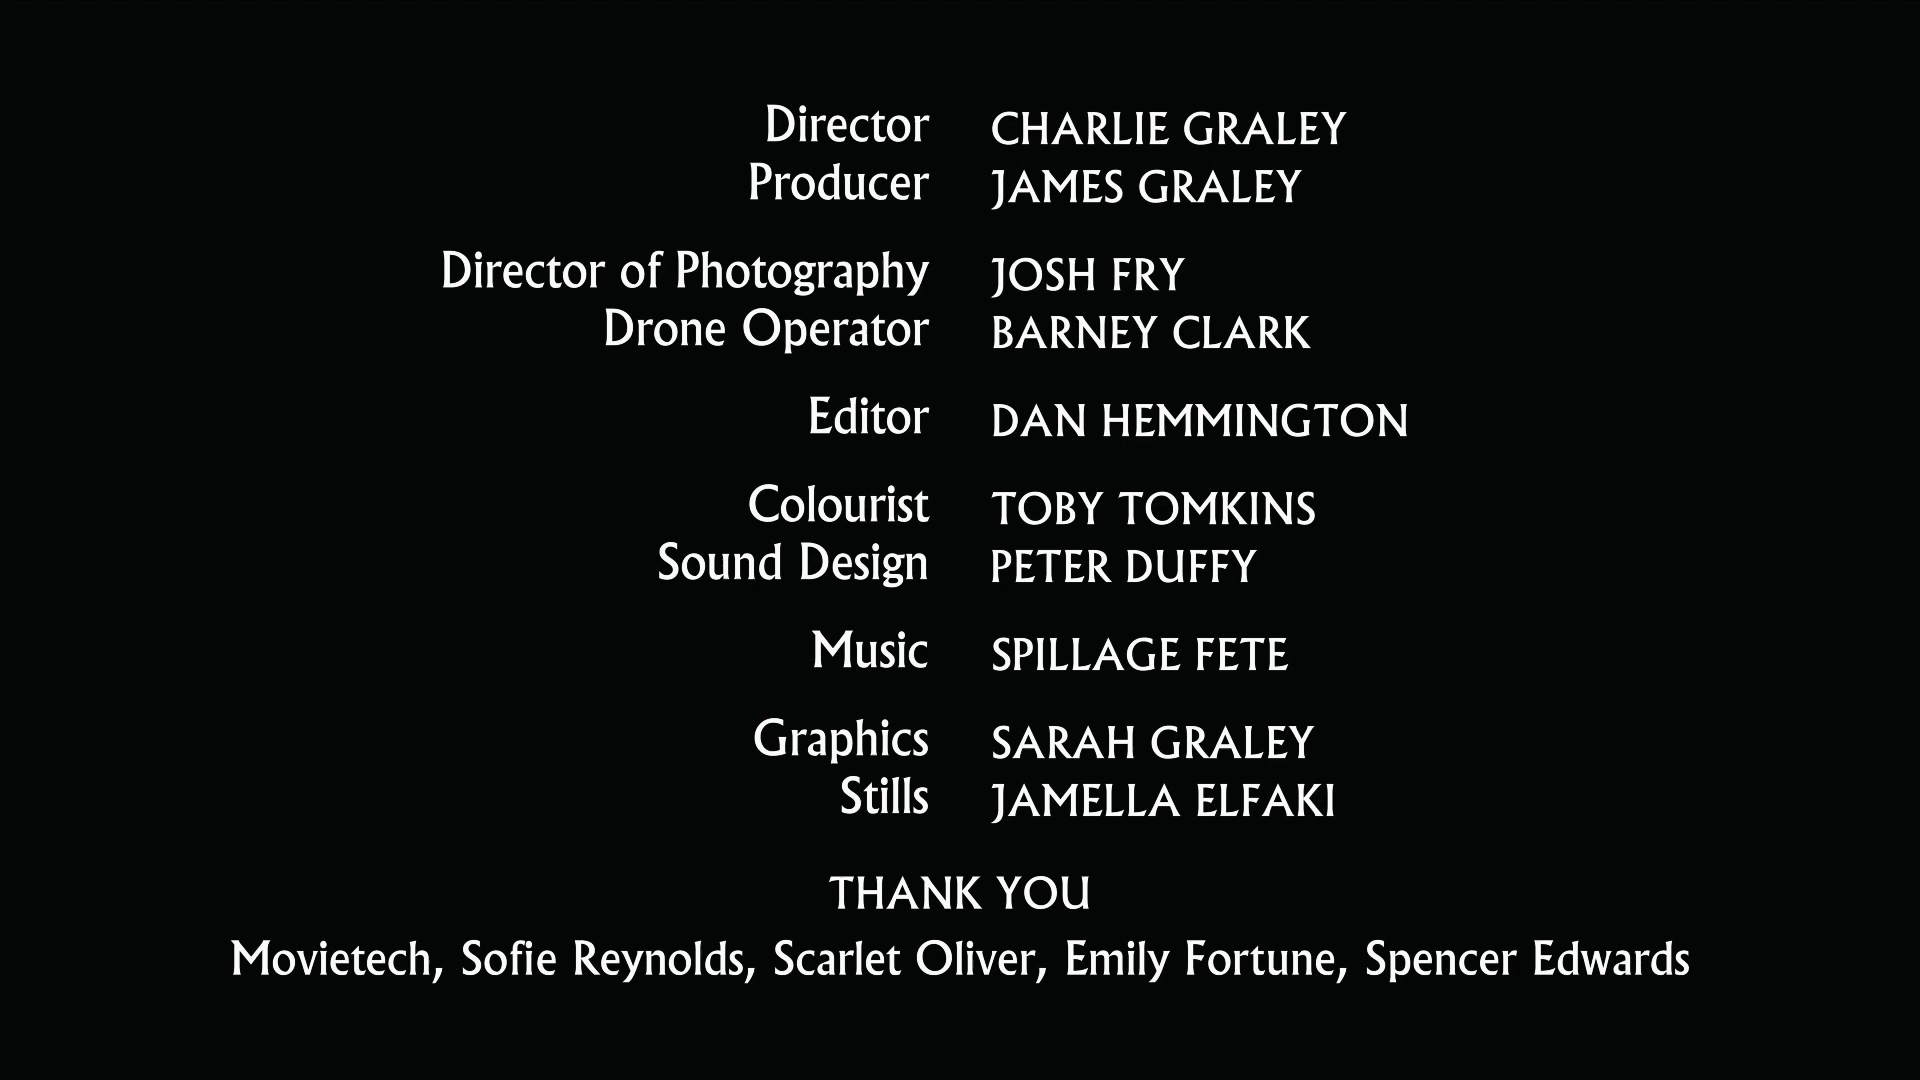 Director CHARLIE GRALEY
Producer JAMES GRALEY
Director of Photography JOSH FRY
Drone Operator BARNEY CLARK
Editor DAN HEMMINGTON
Colourist TOBY TOMKINS
Sound Design PETER DUFFY
Music SPILLAGE FETE
Graphics SARAH GRALEY
Stills JAMELLA ELFAKI
THANK YOU
Movietech, Sofie Reynolds, Scarlet Oliver, Emily Fortune, Spencer Edwards